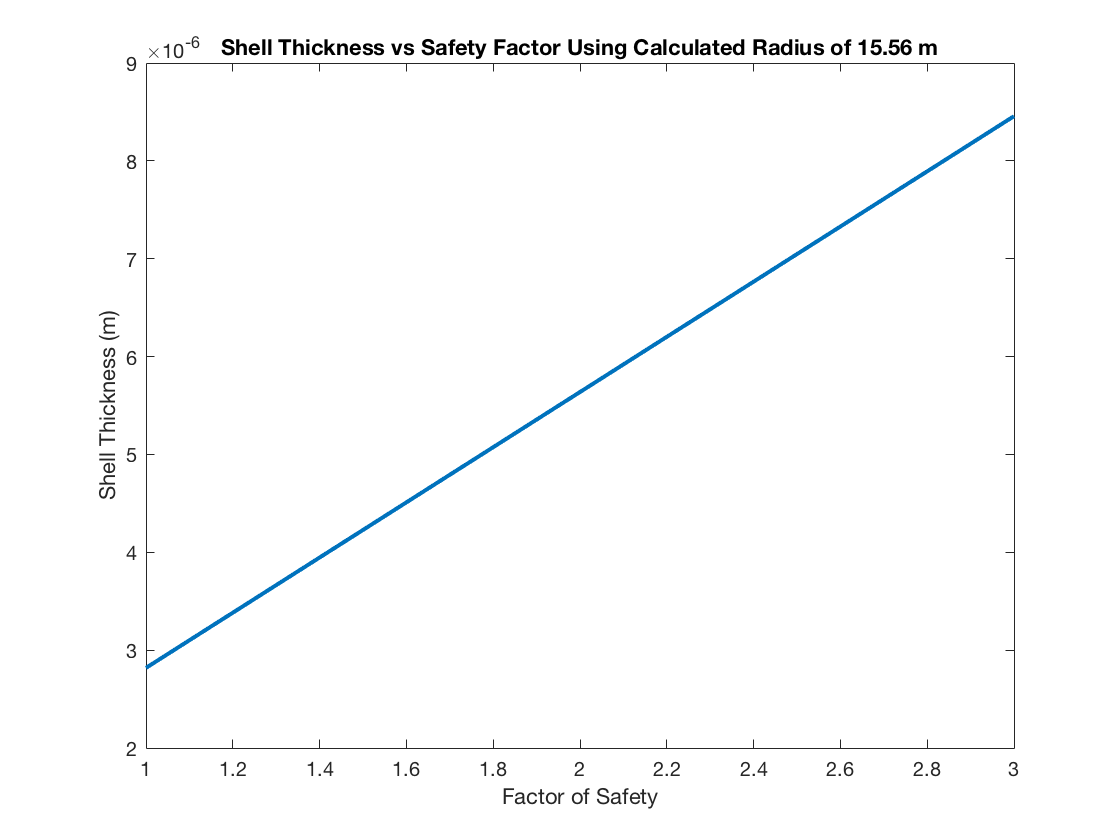 ×10-6
Shell Thickness vs Safety Factor Using Calculated Radius of 15.56 m
9
8
7
6
5
4
3
2
Shell Thickness (m)
1 1.2 1.4 1.6 1.8 2 2.2 2.4 2.6 2.8 3
Factor of Safety